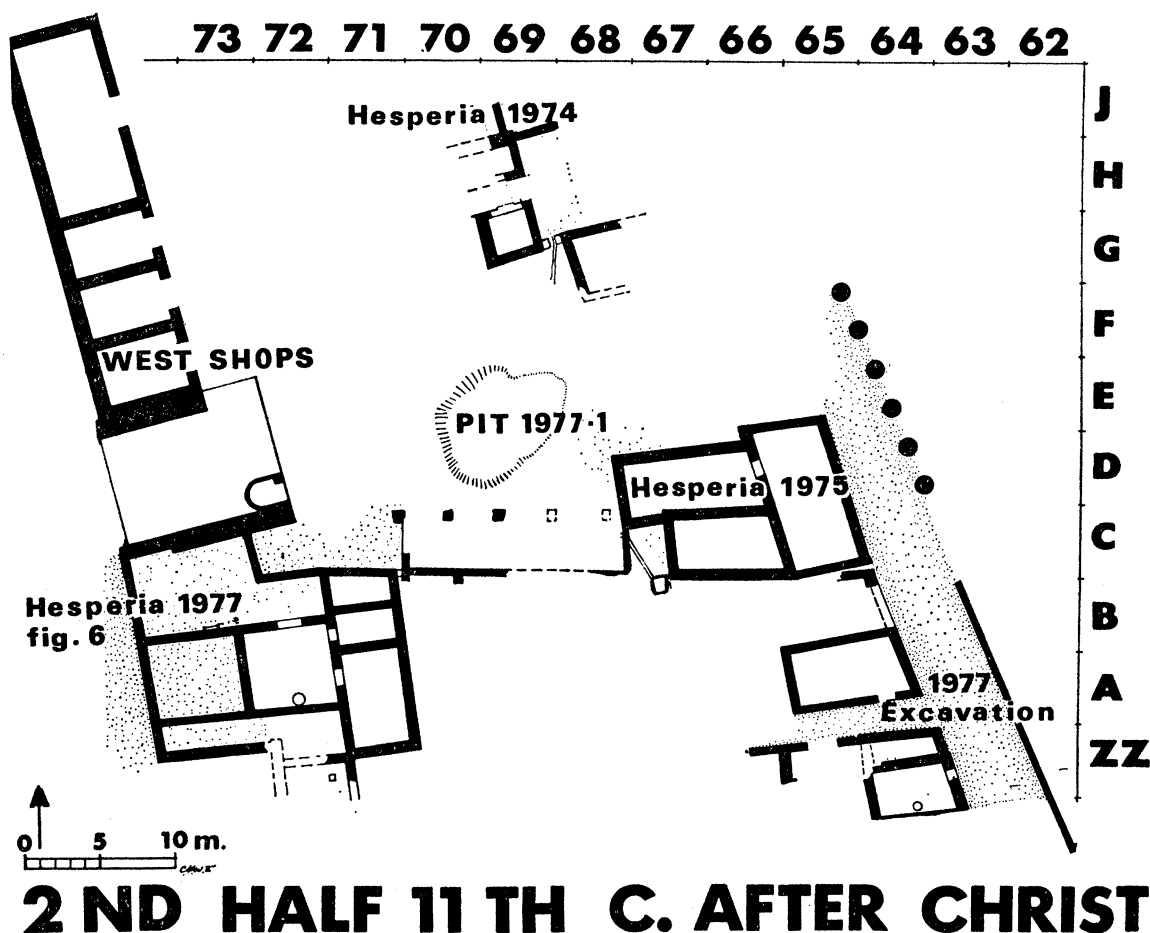 73 72 71 70 69 68 67 66 65 64 63 62
J
Hesperia 1974
H
G
F
WEST SHOPS
E
PIT 1977-1
D
Hesperia 1975
C
Hesperia 1977
fig. 6
B
A
1977
Excavation
ZZ
0 5 10 m.
2 ND HALF 11 TH C. AFTER CHRIST